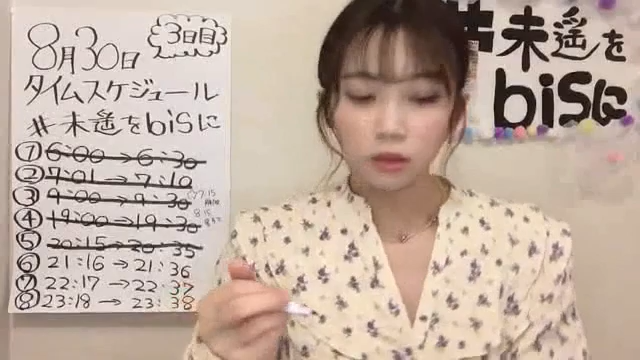 8月30日
3日目
タイムスケジュール
#未遥をbisに
① 6:00→6:30
② 7:01→7:10
③ 9:00→9:30
④ 19:00→19:30
⑤ 20:15→20:35
⑥ 21:16→21:36
⑦ 22:17→22:37
⑧ 23:18→23:38
#未遥を
bisに